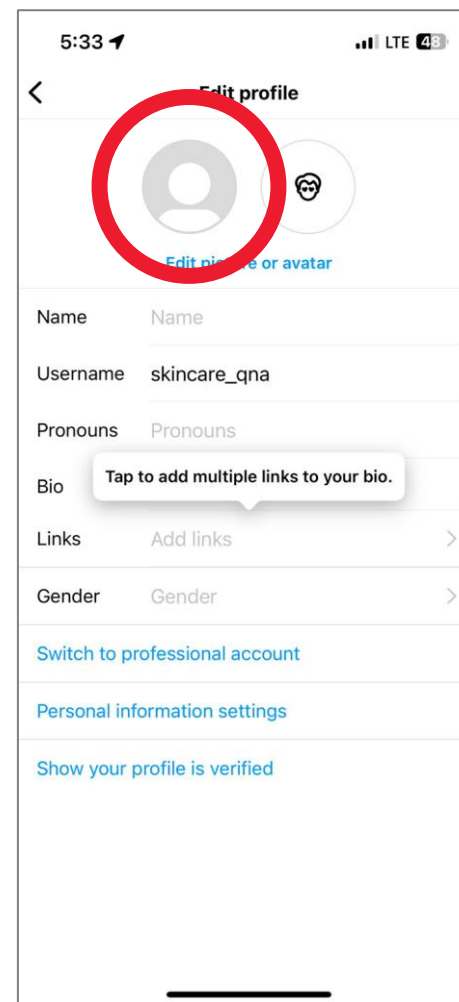 5:33 LTE 48
Edit profile
Edit picture or avatar
Name Name
Username skincare_qna
Pronouns Pronouns
Bio
Tap to add multiple links to your bio.
Links Add links
Gender Gender
Switch to professional account
Personal information settings
Show your profile is verified